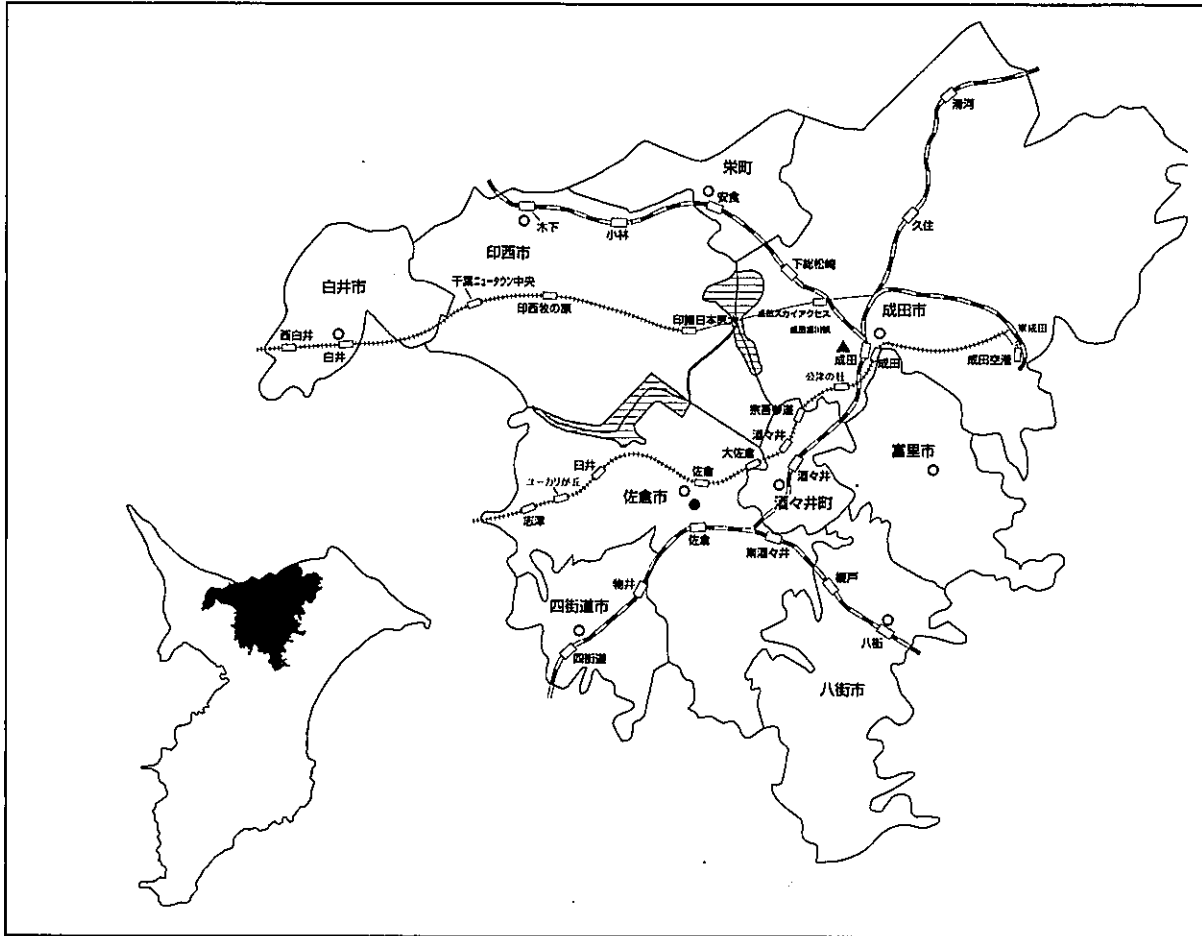 滑河
栄町
安食
木下
小林
久住
印西市
下総松崎
千葉ニュータウン中央
白井市
印西牧の原
成田スカイアクセス
成田湯川駅
成田市
西白井
白井
成田
成田
東成田
成田空港
公津の杜
宗吾参道
酒々井
大佐倉
富里市
臼井
佐倉
酒々井
ユーカリが丘
佐倉市
酒々井町
志津
佐倉
南酒々井
榎戸
物井
四街道市
四街道
八街
八街市